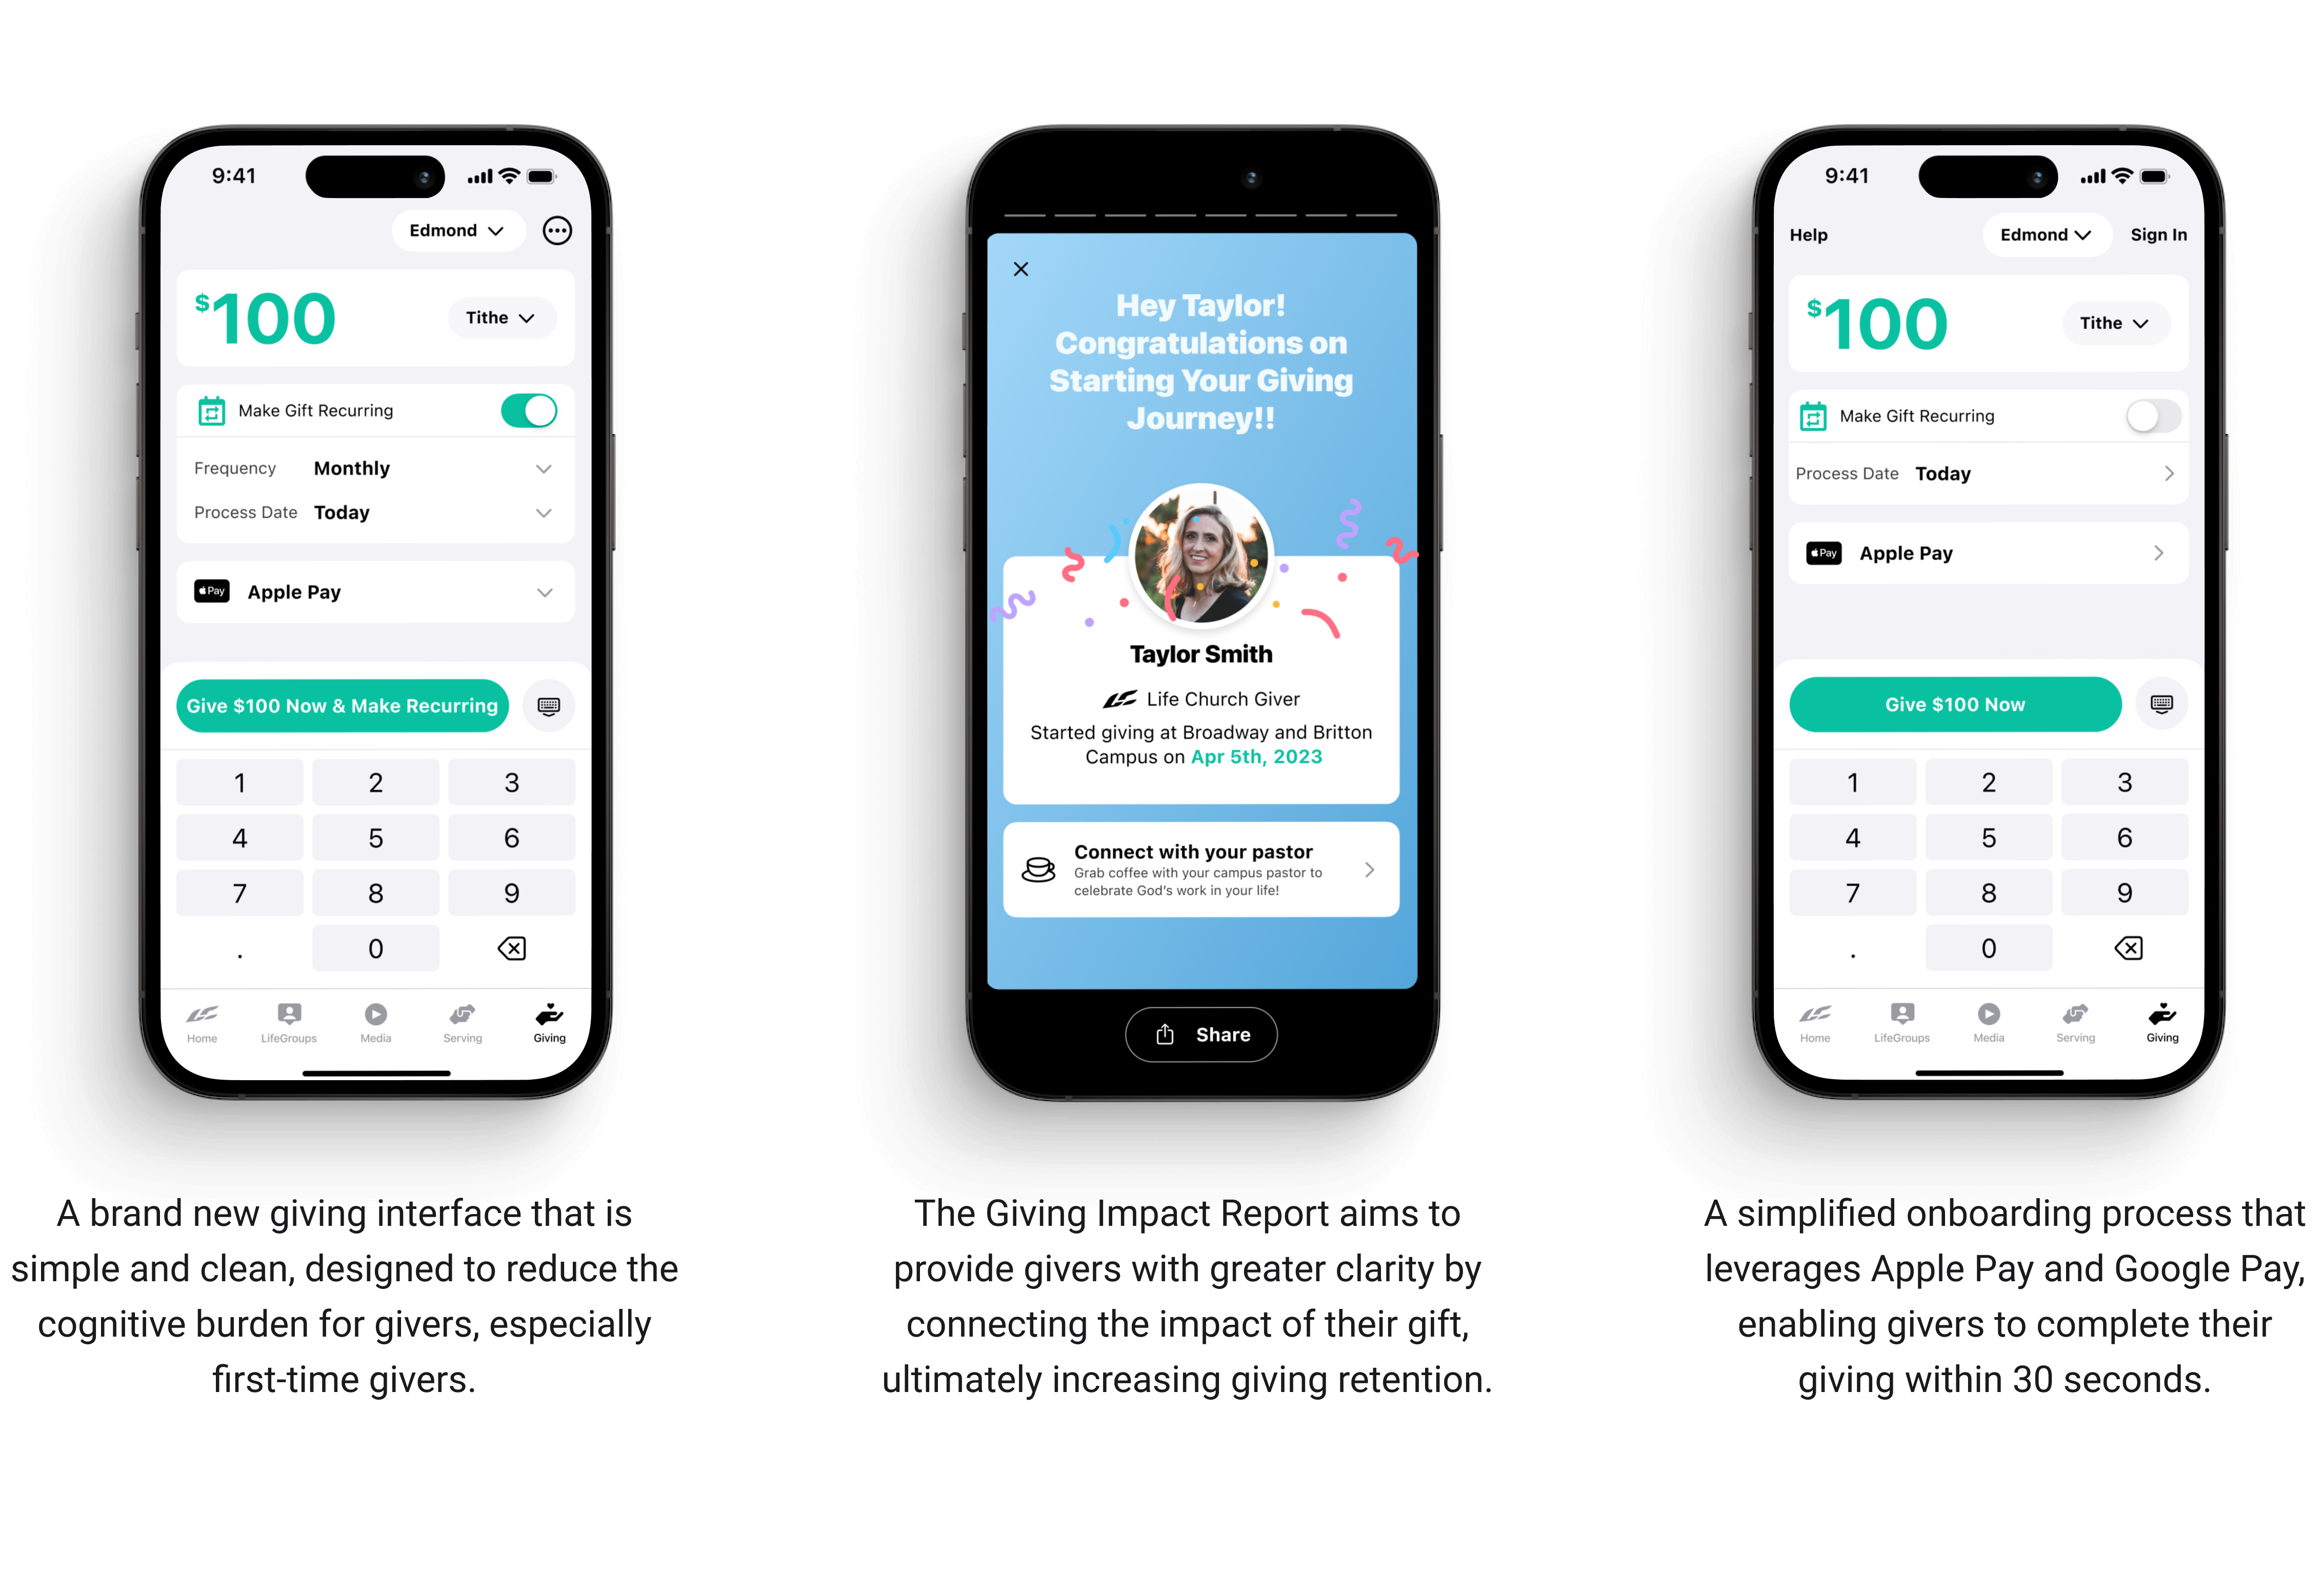 9:41
Edmond
$100
Tithe
Make Gift Recurring
Frequency Monthly
Process Date Today
Pay Apple Pay
Give $100 Now & Make Recurring
1 2 3
4 5 6
7 8 9
. 0
Home LifeGroups Media Serving Giving
A brand new giving interface that is
simple and clean, designed to reduce the
cognitive burden for givers, especially
first-time givers.
Hey Taylor!
Congratulations on
Starting Your Giving
Journey!!
Taylor Smith
Life Church Giver
Started giving at Broadway and Britton
Campus on Apr 5th, 2023
Connect with your pastor
Grab coffee with your campus pastor to
celebrate God's work in your life!
Share
The Giving Impact Report aims to
provide givers with greater clarity by
connecting the impact of their gift,
ultimately increasing giving retention.
9:41
Help Edmond Sign In
$100
Tithe
Make Gift Recurring
Process Date Today
Pay Apple Pay
Give $100 Now
1 2 3
4 5 6
7 8 9
. 0
Home LifeGroups Media Serving Giving
A simplified onboarding process that
leverages Apple Pay and Google Pay,
enabling givers to complete their
giving within 30 seconds.